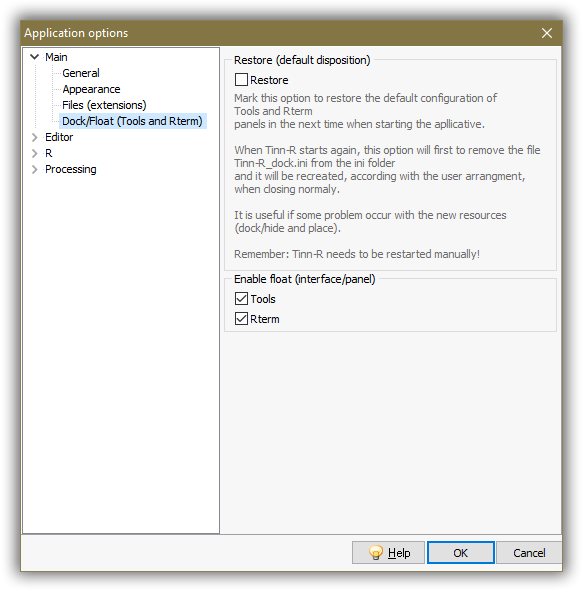 Application options
Main
General
Appearance
Files (extensions)
Dock/Float (Tools and Rterm)
Editor
R
Processing
Restore (default disposition)
Restore
Mark this option to restore the default configuration of
Tools and Rterm
panels in the next time when starting the apllicative.
When Tinn-R starts again, this option will first to remove the file
Tinn-R_dock.ini from the ini folder
and it will be recreated, according with the user arrangment,
when closing normaly.
It is useful if some problem occur with the new resources
(dock/hide and place).
Remember: Tinn-R needs to be restarted manually!
Enable float (interface/panel)
Tools
Rterm
Help
OK
Cancel